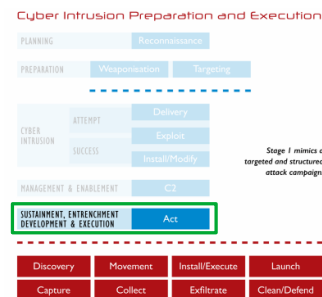 Cyber Intrusion Preparation and Execution
PLANNING
Reconnaissance
PREPARATION
Weaponisation
Targeting
CYBER
INTRUSION
ATTEMPT
Delivery
Exploit
SUCCESS
Install/Modify
Stage I mimics a
targeted and structured
attack campaign
MANAGEMENT & ENABLEMENT
C2
SUSTAINMENT, ENTRENCHMENT
DEVELOPMENT & EXECUTION
Act
Discovery
Movement
Install/Execute
Launch
Capture
Collect
Exfiltrate
Clean/Defend